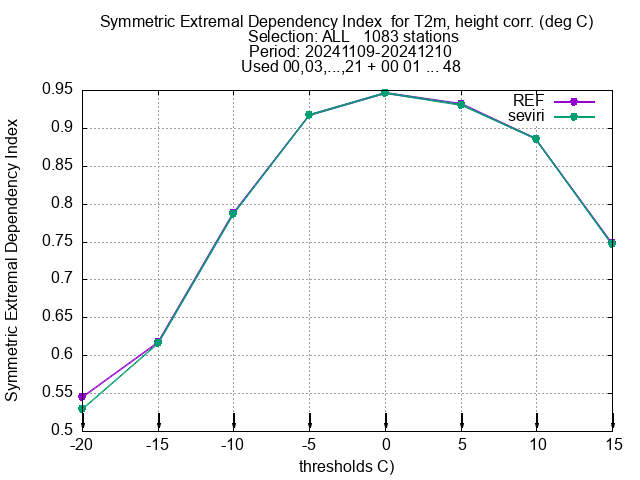 Symmetric Extremal Dependency Index  for T2m, height corr. (deg C)
Selection: ALL   1083 stations
Period: 20241109-20241210
Used 00,03,...,21 + 00 01 ... 48
REF
seviri
Symmetric Extremal Dependency Index
0.95
0.9
0.85
0.8
0.75
0.7
0.65
0.6
0.55
0.5
-20 -15 -10 -5 0 5 10 15
thresholds C)